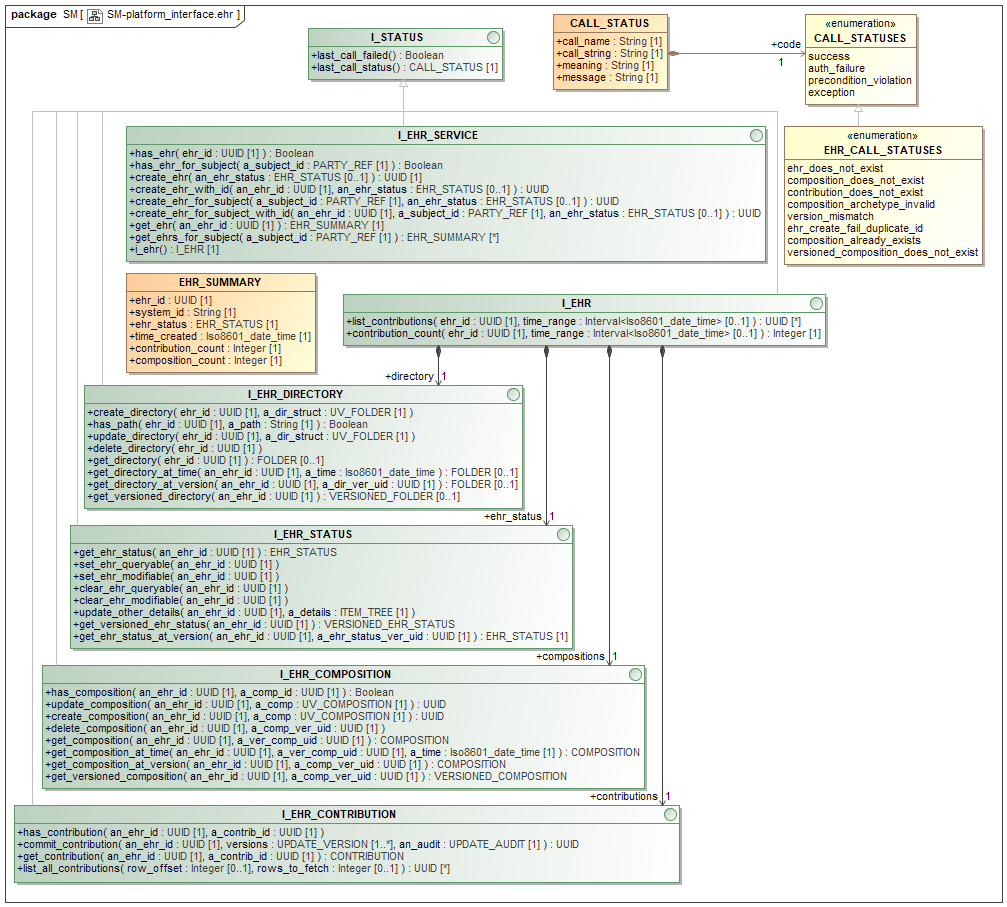 package SM [ SM-platform_interface.ehr ]
I_STATUS
+last_call_failed() : Boolean
+last_call_status() : CALL_STATUS [1]
CALL_STATUS
+call_name : String [1]
+call_string : String [1]
+meaning : String [1]
+message : String [1]
+code
1
«enumeration»
CALL_STATUSES
success
auth_failure
precondition_violation
exception
I_EHR_SERVICE
+has_ehr( ehr_id : UUID [1] ) : Boolean
+has_ehr_for_subject( a_subject_id : PARTY_REF [1] ) : Boolean
+create_ehr( an_ehr_status : EHR_STATUS [0..1] ) : UUID [1]
+create_ehr_with_id( an_ehr_id : UUID [1], an_ehr_status : EHR_STATUS [0..1] ) : UUID
+create_ehr_for_subject( a_subject_id : PARTY_REF [1], an_ehr_status : EHR_STATUS [0..1] ) : UUID
+create_ehr_for_subject_with_id( an_ehr_id : UUID [1], a_subject_id : PARTY_REF [1], an_ehr_status : EHR_STATUS [0..1] ) : UUID
+get_ehr( an_ehr_id : UUID [1] ) : EHR_SUMMARY [1]
+get_ehrs_for_subject( a_subject_id : PARTY_REF [1] ) : EHR_SUMMARY [*]
+i_ehr() : I_EHR [1]
«enumeration»
EHR_CALL_STATUSES
ehr_does_not_exist
composition_does_not_exist
contribution_does_not_exist
composition_archetype_invalid
version_mismatch
ehr_create_fail_duplicate_id
composition_already_exists
versioned_composition_does_not_exist
EHR_SUMMARY
+ehr_id : UUID [1]
+system_id : String [1]
+ehr_status : EHR_STATUS [1]
+time_created : Iso8601_date_time [1]
+contribution_count : Integer [1]
+composition_count : Integer [1]
I_EHR
+list_contributions( ehr_id : UUID [1], time_range : Interval<Iso8601_date_time> [0..1] ) : UUID [*]
+contribution_count( ehr_id : UUID [1], time_range : Interval<Iso8601_date_time> [0..1] ) : Integer [1]
+directory 1
I_EHR_DIRECTORY
+create_directory( ehr_id : UUID [1], a_dir_struct : UV_FOLDER [1] )
+has_path( ehr_id : UUID [1], a_path : String [1] ) : Boolean
+update_directory( ehr_id : UUID [1], a_dir_struct : UV_FOLDER [1] )
+delete_directory( ehr_id : UUID [1] )
+get_directory( ehr_id : UUID [1] ) : FOLDER [0..1]
+get_directory_at_time( an_ehr_id : UUID [1], a_time : Iso8601_date_time ) : FOLDER [0..1]
+get_directory_at_version( an_ehr_id : UUID [1], a_dir_ver_uid : UUID [1] ) : FOLDER [0..1]
+get_versioned_directory( an_ehr_id : UUID [1] ) : VERSIONED_FOLDER [0..1]
+ehr_status 1
I_EHR_STATUS
+get_ehr_status( an_ehr_id : UUID [1] ) : EHR_STATUS
+set_ehr_queryable( an_ehr_id : UUID [1] )
+set_ehr_modifiable( an_ehr_id : UUID [1] )
+clear_ehr_queryable( an_ehr_id : UUID [1] )
+clear_ehr_modifiable( an_ehr_id : UUID [1] )
+update_other_details( an_ehr_id : UUID [1], a_details : ITEM_TREE [1] )
+get_versioned_ehr_status( an_ehr_id : UUID [1] ) : VERSIONED_EHR_STATUS
+get_ehr_status_at_version( an_ehr_id : UUID [1], a_ehr_status_ver_uid : UUID [1] ) : EHR_STATUS [1]
+compositions 1
I_EHR_COMPOSITION
+has_composition( an_ehr_id : UUID [1], a_comp_id : UUID [1] ) : Boolean
+update_composition( an_ehr_id : UUID [1], a_comp : UV_COMPOSITION [1] ) : UUID
+create_composition( an_ehr_id : UUID [1], a_comp : UV_COMPOSITION [1] ) : UUID
+delete_composition( an_ehr_id : UUID [1], a_comp_ver_uid : UUID [1] )
+get_composition( an_ehr_id : UUID [1], a_ver_comp_uid : UUID [1] ) : COMPOSITION
+get_composition_at_time( an_ehr_id : UUID [1], a_ver_comp_uid : UUID [1], a_time : Iso8601_date_time [1] ) : COMPOSITION
+get_composition_at_version( an_ehr_id : UUID [1], a_comp_ver_uid : UUID [1] ) : COMPOSITION
+get_versioned_composition( an_ehr_id : UUID [1], a_comp_ver_uid : UUID [1] ) : VERSIONED_COMPOSITION
+contributions 1
I_EHR_CONTRIBUTION
+has_contribution( an_ehr_id : UUID [1], a_contrib_id : UUID [1] )
+commit_contribution( an_ehr_id : UUID [1], versions : UPDATE_VERSION [1..*], an_audit : UPDATE_AUDIT [1] ) : UUID
+get_contribution( an_ehr_id : UUID [1], a_contrib_id : UUID [1] ) : CONTRIBUTION
+list_all_contributions( row_offset : Integer [0..1], rows_to_fetch : Integer [0..1] ) : UUID [*]